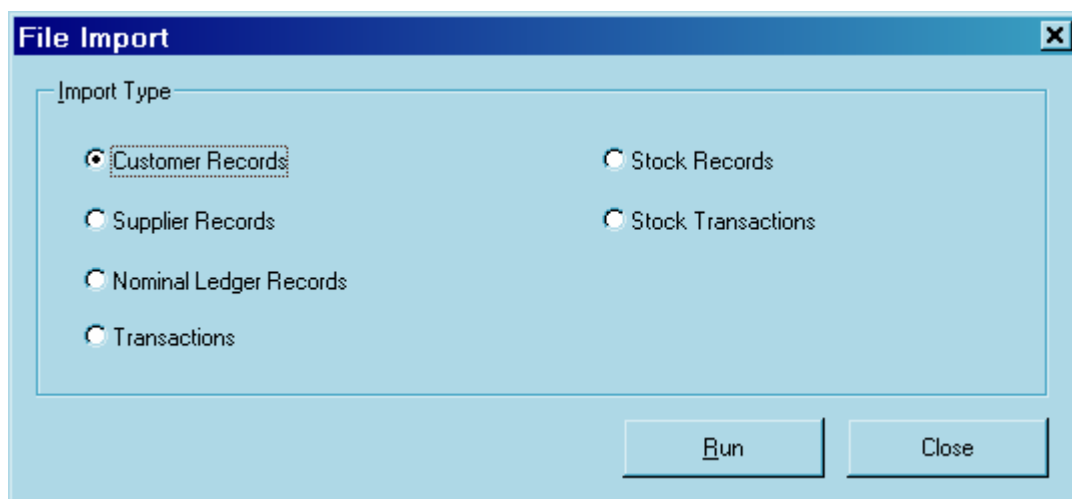 File Import
Import Type
Customer Records
Stock Records
Supplier Records
Stock Transactions
Nominal Ledger Records
Transactions
Run
Close